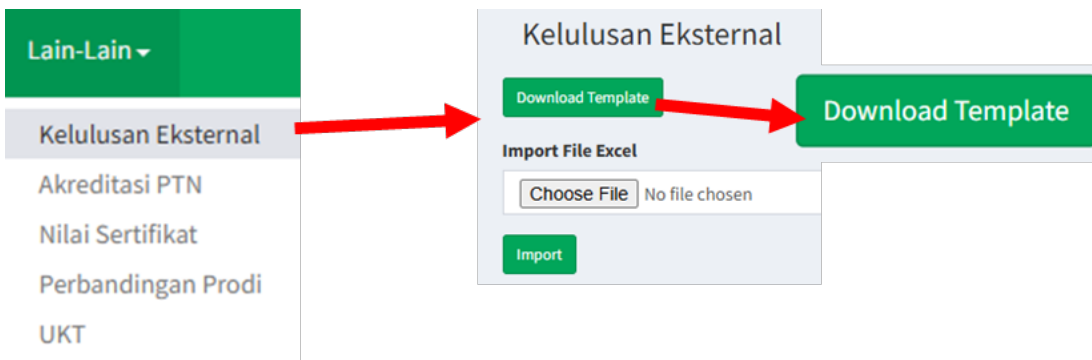 Lain-Lain
Kelulusan Eksternal
Akreditasi PTN
Nilai Sertifikat
Perbandingan Prodi
UKT
Kelulusan Eksternal
Download Template
Import File Excel
Choose File No file chosen
Import
Download Template